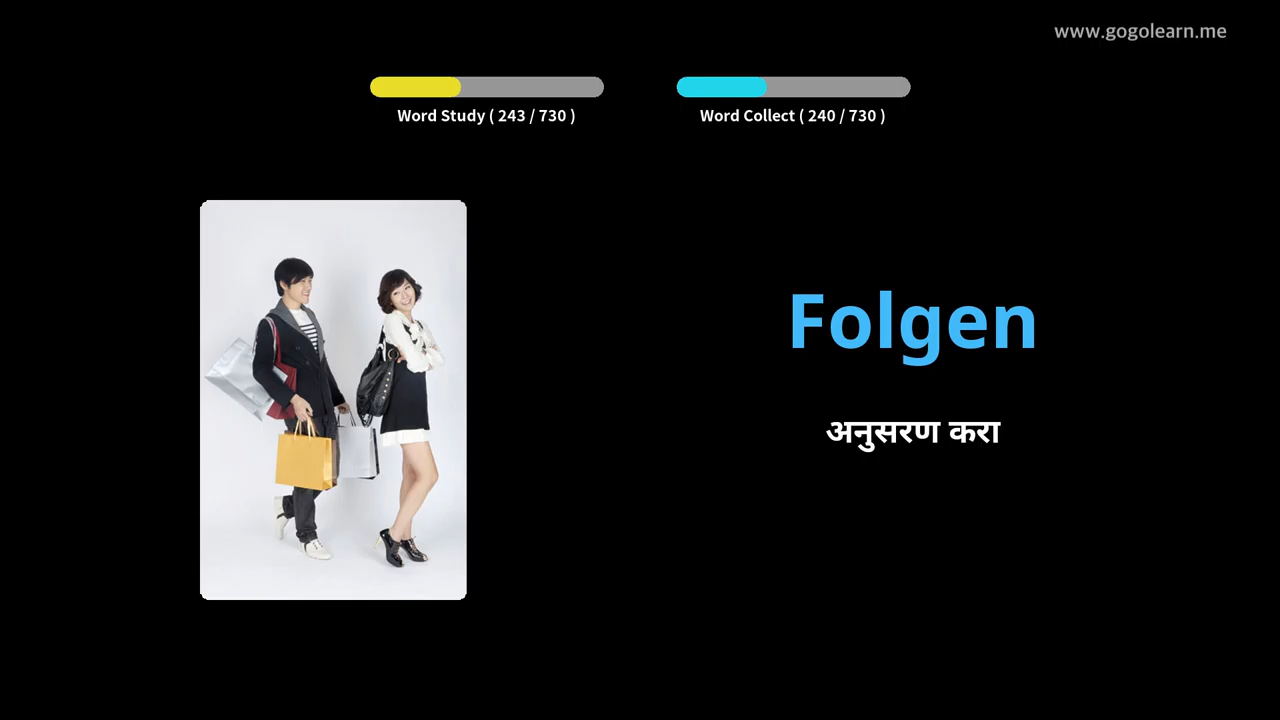 www.gogolearn.me
Word Study ( 243 / 730 )
Word Collect ( 240 / 730 )
Folgen
अनुसरण करा